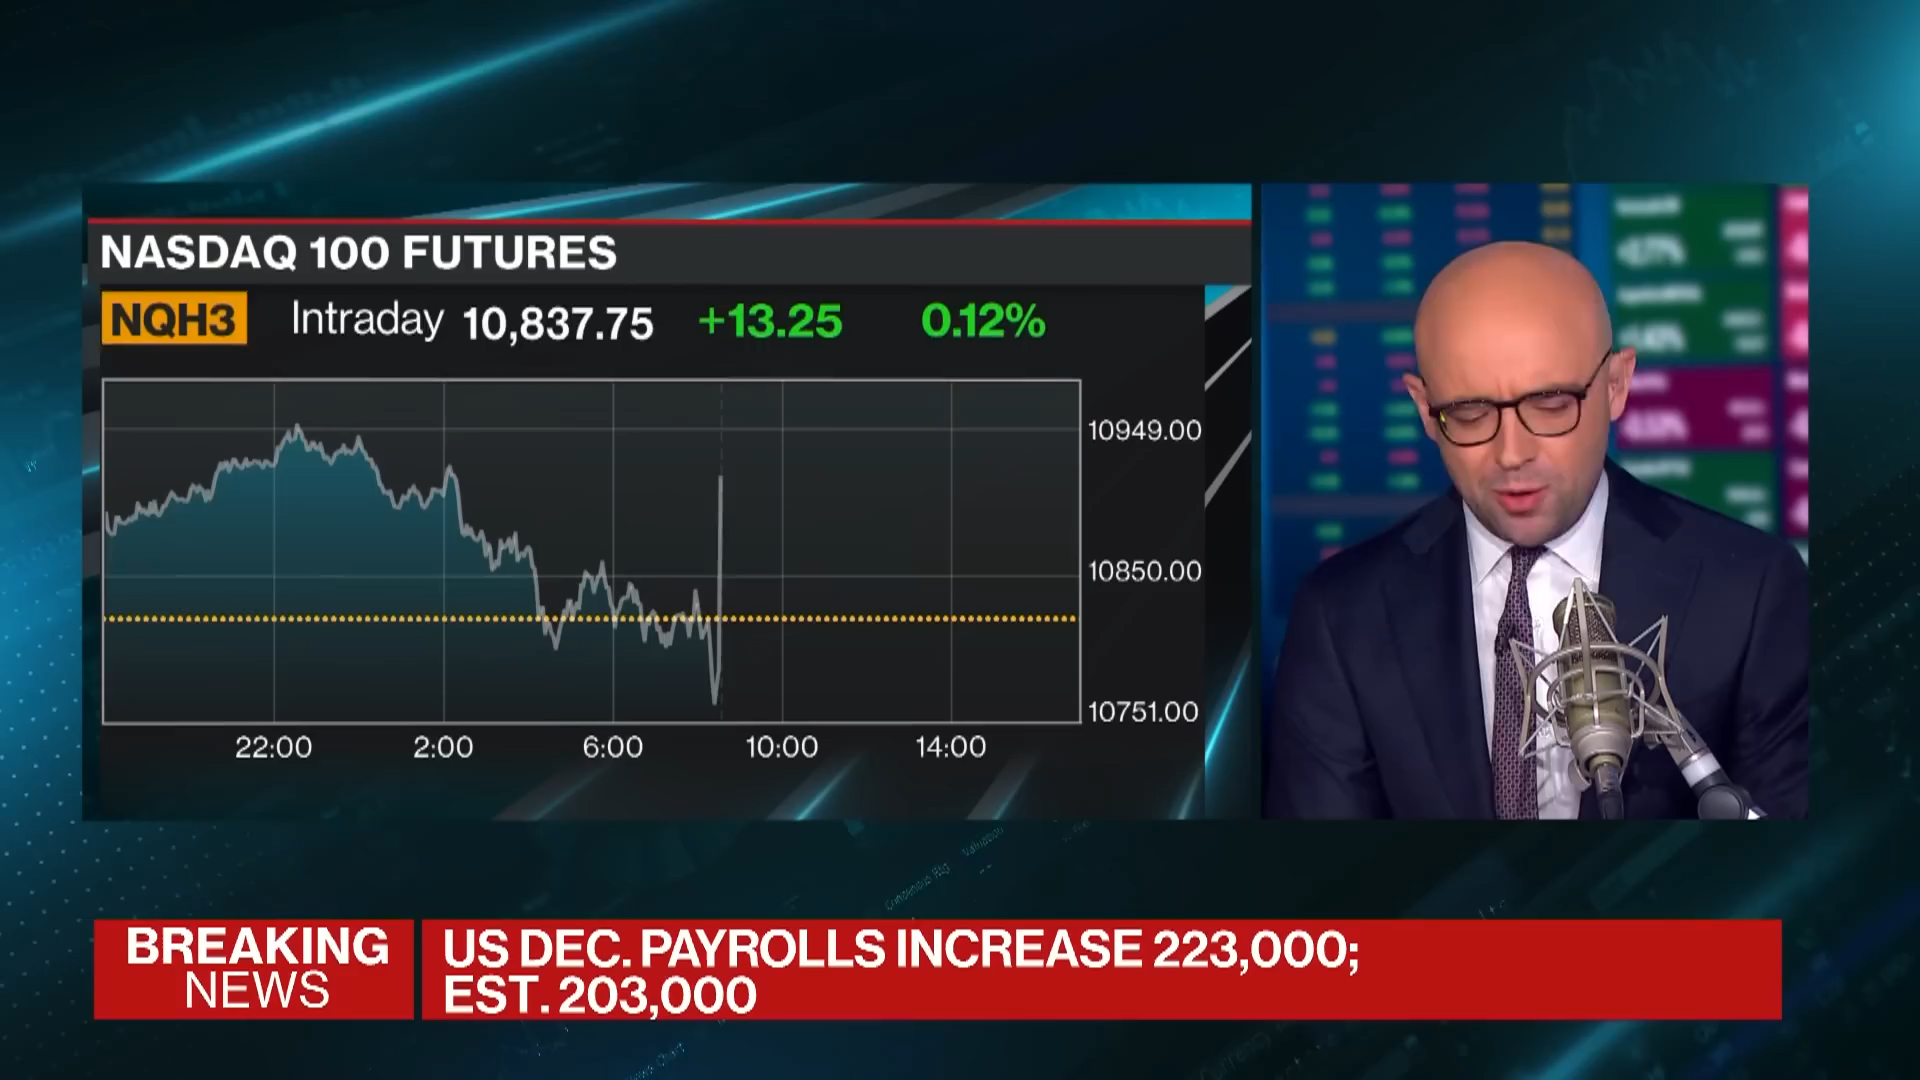 NASDAQ 100 FUTURES
NQH3 Intraday 10,837.75 +13.25 0.12%
10949.00
10850.00
10751.00
22:00 2:00 6:00 10:00 14:00
BREAKING NEWS
US DEC. PAYROLLS INCREASE 223,000;
EST. 203,000